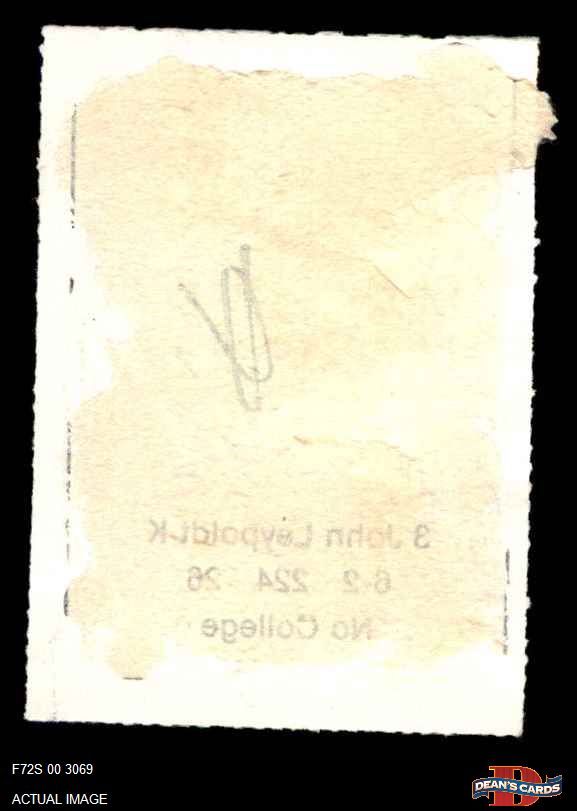 3 John Leypoldt K
6-2 224 26
No College
F72S 00 3069
ACTUAL IMAGE
DEAN'S CARDS